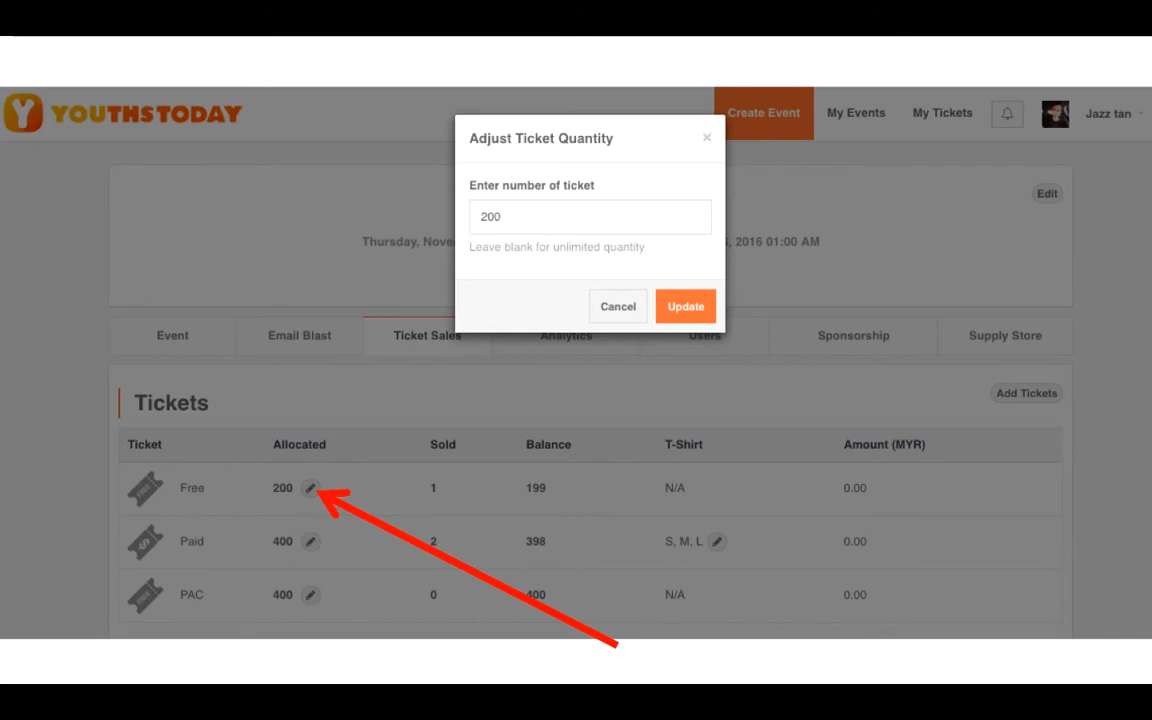 YOUTHSTODAY
Create Event My Events My Tickets Jazz tan
Adjust Ticket Quantity ×
Enter number of ticket
200
Leave blank for unlimited quantity
Cancel Update
Edit
Thursday, , 2016 01:00 AM
Event Email Blast Ticket Sales Analytics Users Sponsorship Supply Store
Tickets Add Tickets
Ticket Allocated Sold Balance T-Shirt Amount (MYR)
Free 200 1 199 N/A 0.00
Paid 400 2 398 S, M, L 0.00
PAC 400 0 400 N/A 0.00